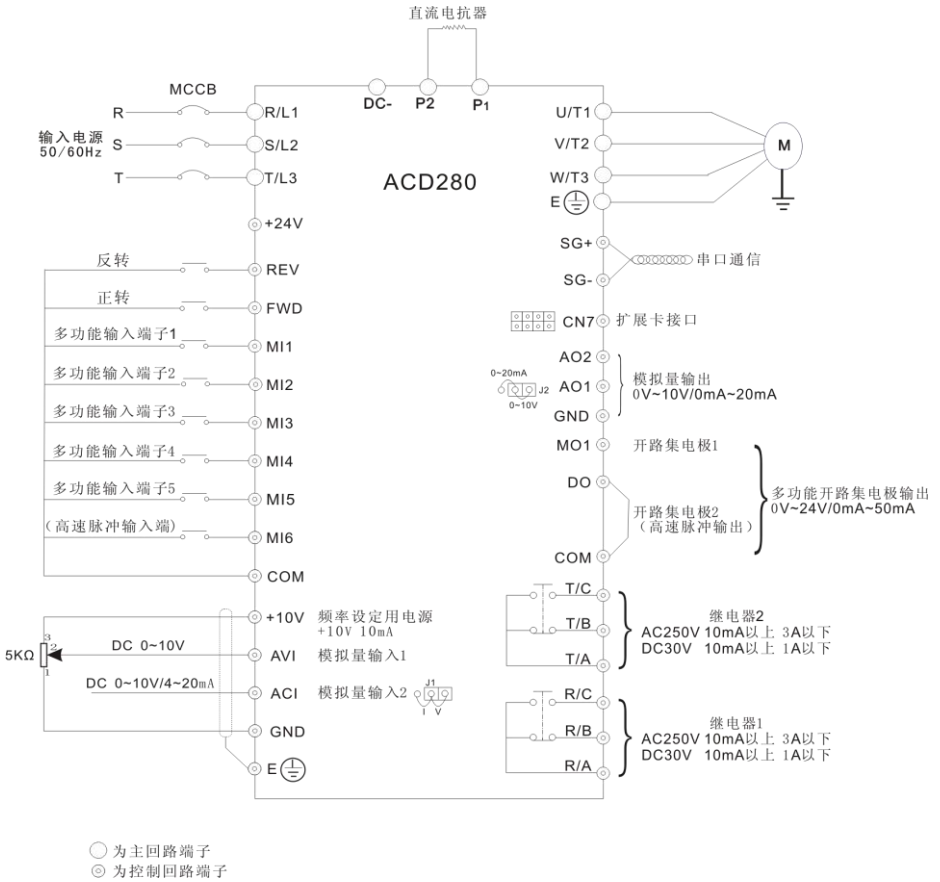 直流电抗器
DC- P2 P1
MCCB
R R/L1
输入电源
50/60Hz
S S/L2
T T/L3
ACD280
U/T1
V/T2
W/T3
E
M
+24V
SG+
SG-
串口通信
反转 REV
正转 FWD
多功能输入端子1 MI1
多功能输入端子2 MI2
多功能输入端子3 MI3
多功能输入端子4 MI4
多功能输入端子5 MI5
(高速脉冲输入端) MI6
COM
CN7 扩展卡接口
AO2
0~20mA
J2
0~10V
AO1
GND
模拟量输出
0V~10V/0mA~20mA
MO1 开路集电极1
DO
开路集电极2
(高速脉冲输出)
COM
多功能开路集电极输出
0V~24V/0mA~50mA
+10V 频率设定用电源
+10V 10mA
5KΩ
3
2
1
DC 0~10V AVI 模拟量输入1
DC 0~10V/4~20mA ACI 模拟量输入2
J1
I V
GND
E
T/C
T/B
T/A
继电器2
AC250V 10mA以上 3A以下
DC30V 10mA以上 1A以下
R/C
R/B
R/A
继电器1
AC250V 10mA以上 3A以下
DC30V 10mA以上 1A以下
为主回路端子
为控制回路端子